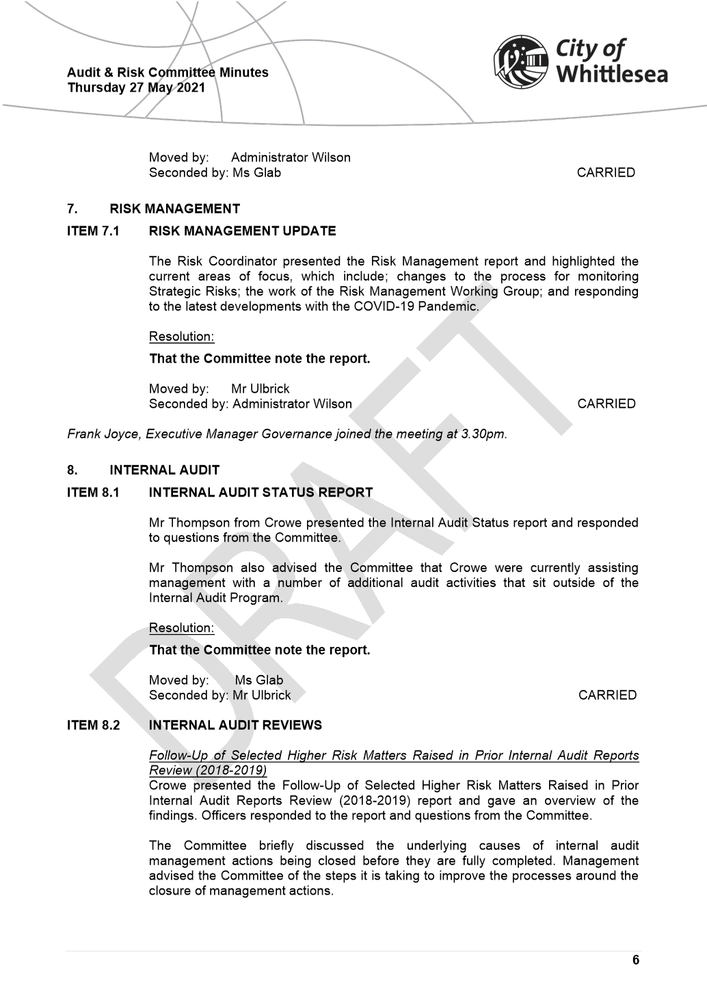 City of
Whittlesea
Audit & Risk Committee Minutes
Thursday 27 May 2021
Moved by: Administrator Wilson
Seconded by: Ms Glab CARRIED
7. RISK MANAGEMENT
ITEM 7.1 RISK MANAGEMENT UPDATE
The Risk Coordinator presented the Risk Management report and highlighted the
current areas of focus, which include; changes to the process for monitoring
Strategic Risks; the work of the Risk Management Working Group; and responding
to the latest developments with the COVID-19 Pandemic.
Resolution:
That the Committee note the report.
Moved by: Mr Ulbrick
Seconded by: Administrator Wilson CARRIED
Frank Joyce, Executive Manager Governance joined the meeting at 3.30pm.
8. INTERNAL AUDIT
ITEM 8.1 INTERNAL AUDIT STATUS REPORT
Mr Thompson from Crowe presented the Internal Audit Status report and responded
to questions from the Committee.
Mr Thompson also advised the Committee that Crowe were currently assisting
management with a number of additional audit activities that sit outside of the
Internal Audit Program.
Resolution:
That the Committee note the report.
Moved by: Ms Glab
Seconded by: Mr Ulbrick CARRIED
ITEM 8.2 INTERNAL AUDIT REVIEWS
Follow-Up of Selected Higher Risk Matters Raised in Prior Internal Audit Reports
Review (2018-2019)
Crowe presented the Follow-Up of Selected Higher Risk Matters Raised in Prior
Internal Audit Reports Review (2018-2019) report and gave an overview of the
findings. Officers responded to the report and questions from the Committee.
The Committee briefly discussed the underlying causes of internal audit
management actions being closed before they are fully completed. Management
advised the Committee of the steps it is taking to improve the processes around the
closure of management actions.
6
DRAFT